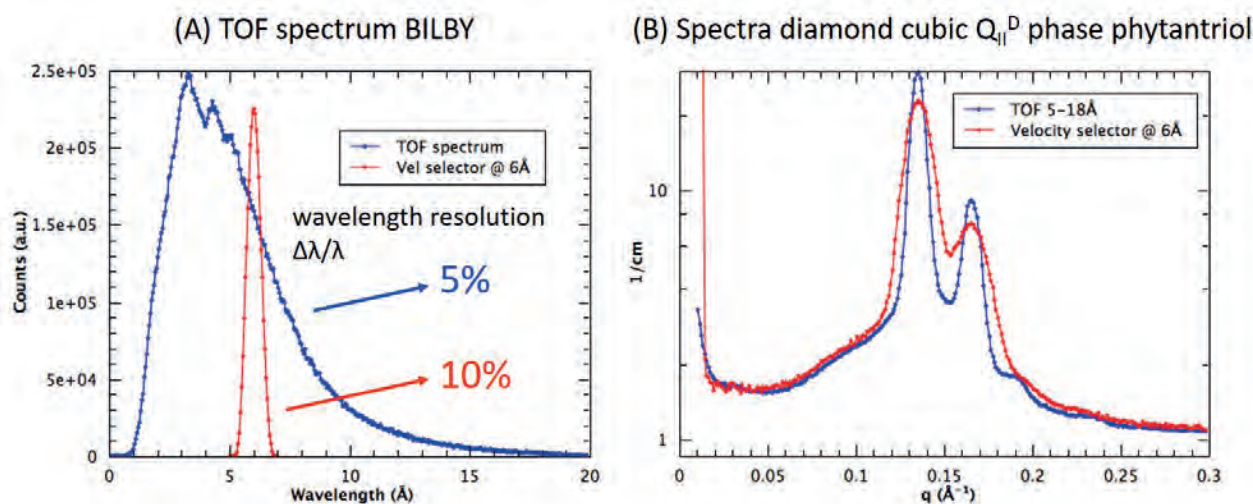 (A) TOF spectrum BILBY
2.5e+05
2e+05
1.5e+05
1e+05
5e+04
0
Counts (a.u.)
TOF spectrum
Vel selector @ 6Å
wavelength resolution
Δλ/λ
5%
10%
0 5 10 15 20
Wavelength (Å)
(B) Spectra diamond cubic Q_II^D phase phytantriol
10
1
1/cm
TOF 5–18Å
Velocity selector @ 6Å
0 0.05 0.1 0.15 0.2 0.25 0.3
q (Å⁻¹)